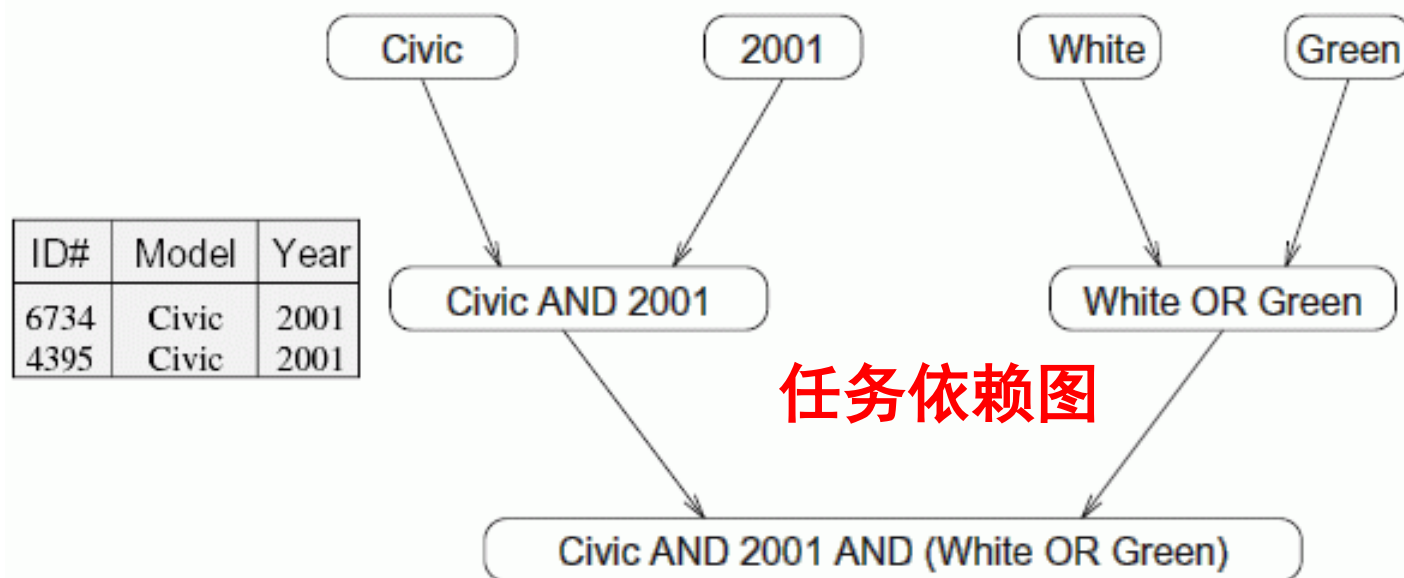 Civic 2001 White Green
ID# Model Year
6734 Civic 2001
4395 Civic 2001
Civic AND 2001 White OR Green
任务依赖图
Civic AND 2001 AND (White OR Green)